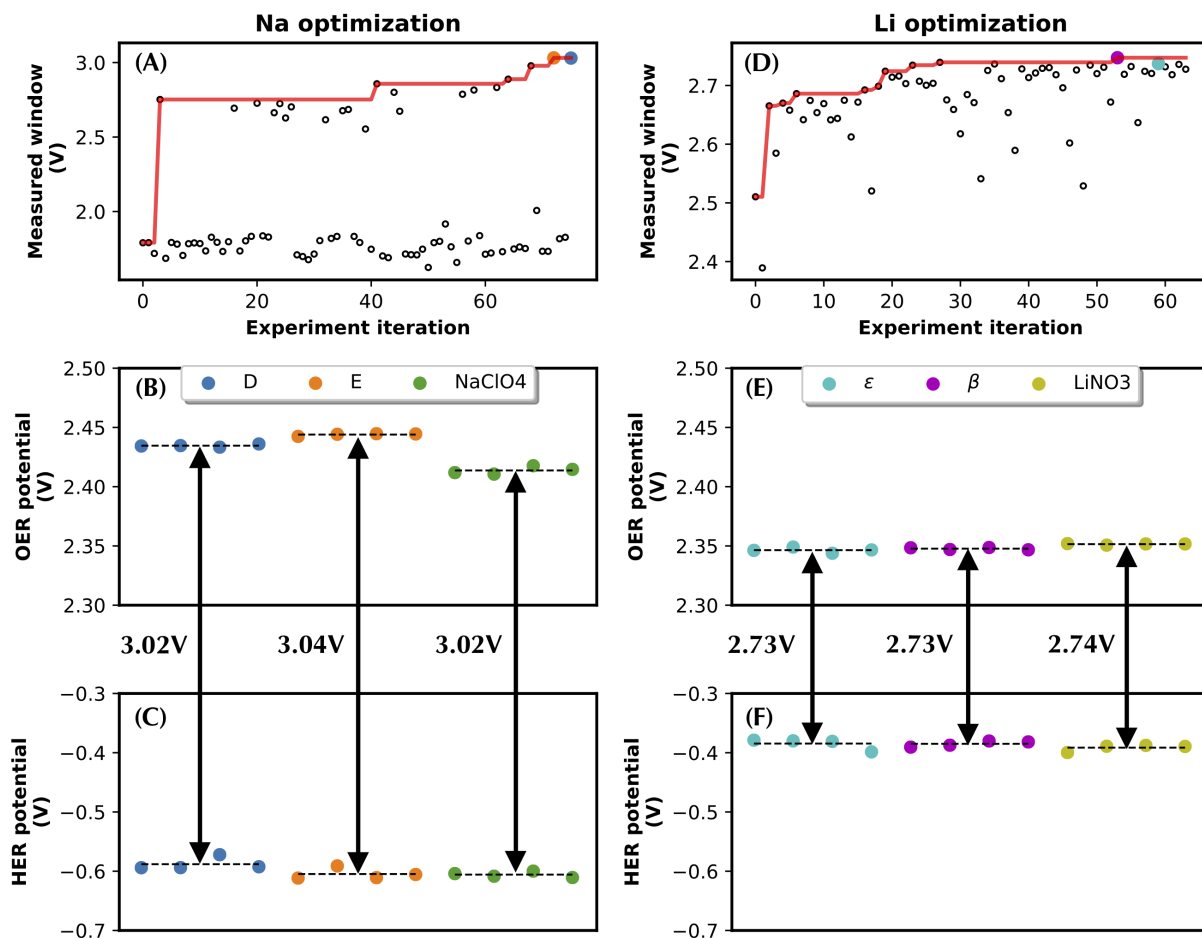 Na optimization
(A)
Measured window
(V)
3.0
2.5
2.0
0
20
40
60
Experiment iteration
Li optimization
(D)
Measured window
(V)
2.7
2.6
2.5
2.4
0
10
20
30
40
50
60
Experiment iteration
(B)
D
E
NaClO4
OER potential
(V)
2.50
2.45
2.40
2.35
2.30
(E)
ε
β
LiNO3
OER potential
(V)
2.50
2.45
2.40
2.35
2.30
3.02V
3.04V
3.02V
2.73V
2.73V
2.74V
(C)
HER potential
(V)
−0.3
−0.4
−0.5
−0.6
−0.7
(F)
HER potential
(V)
−0.3
−0.4
−0.5
−0.6
−0.7